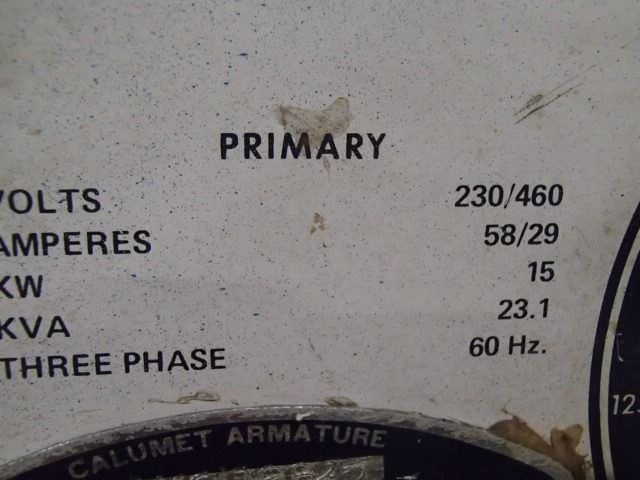 PRIMARY
VOLTS 230/460
AMPERES 58/29
KW 15
KVA 23.1
THREE PHASE 60 Hz.
CALUMET ARMATURE